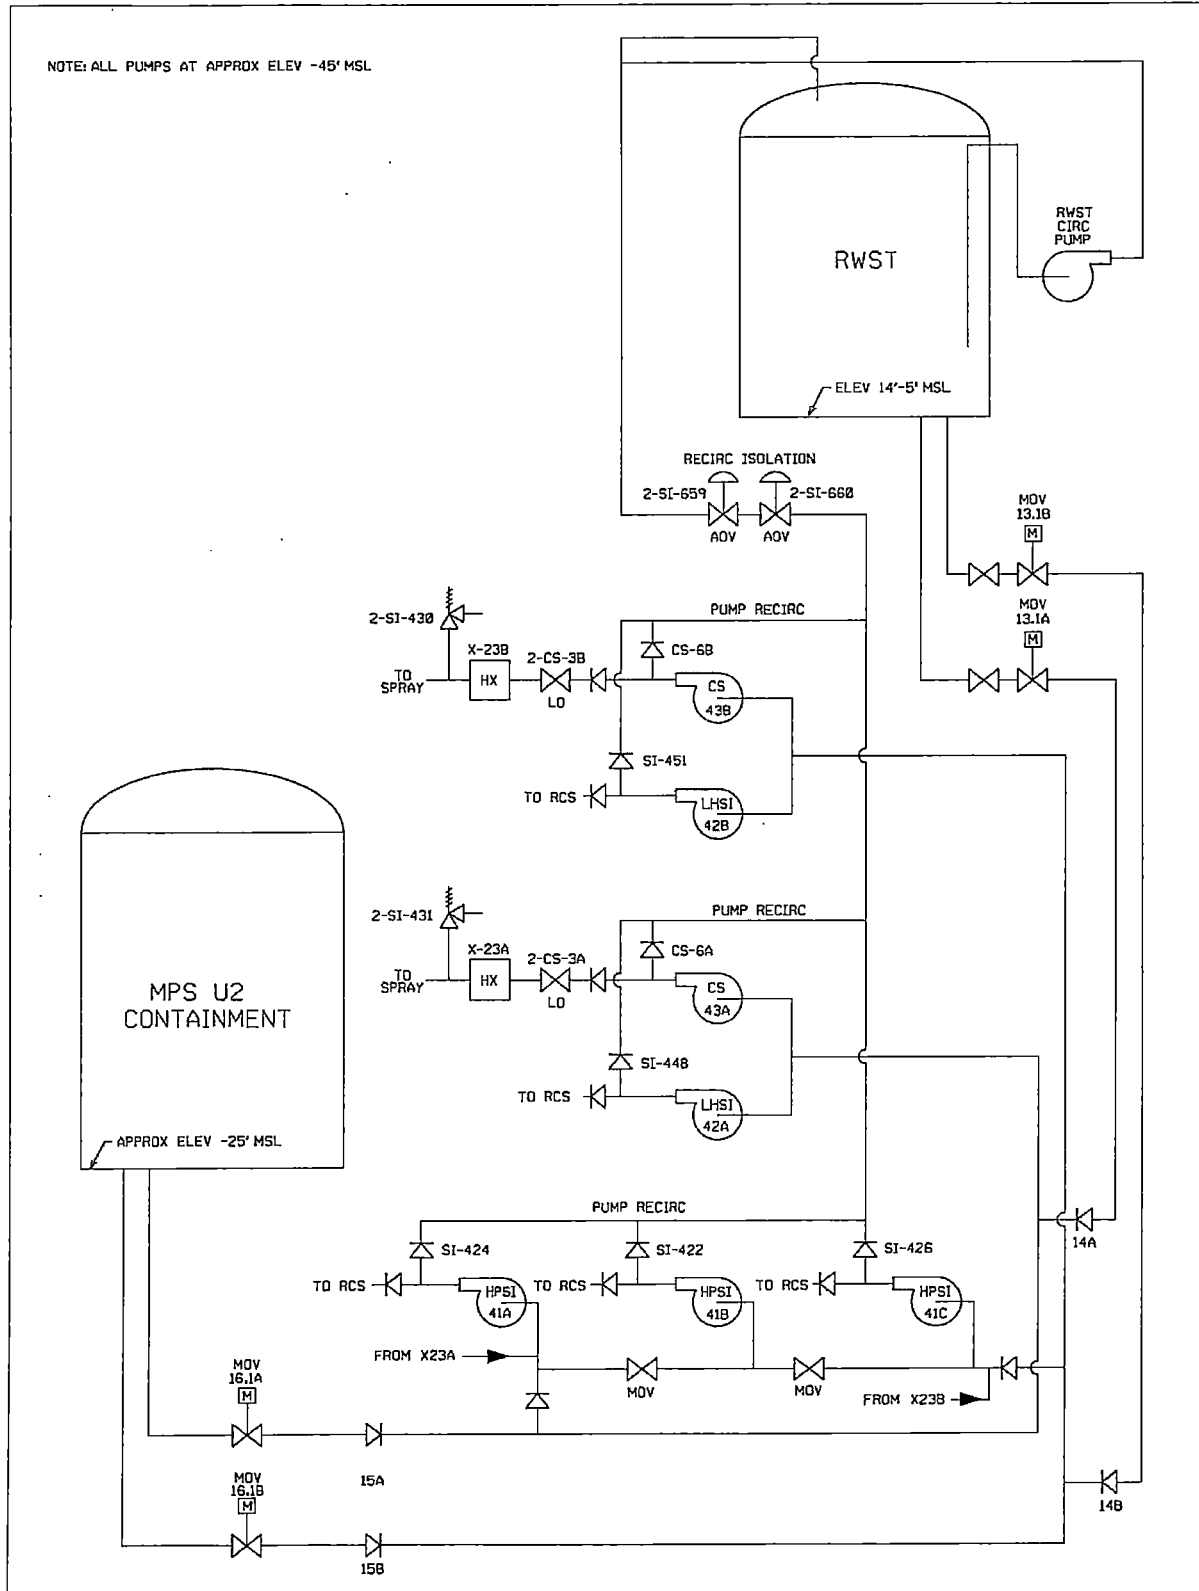 NOTE: ALL PUMPS AT APPROX ELEV -45' MSL
RWST
CIRC
PUMP
RWST
ELEV 14'-5' MSL
RECIRC ISOLATION
2-SI-659
2-SI-660
AOV
AOV
MOV
13.1B
M
MOV
13.1A
M
PUMP RECIRC
2-SI-430
X-23B
2-CS-3B
CS-6B
TO
SPRAY
HX
LO
CS
43B
SI-451
TO RCS
LHSI
42B
PUMP RECIRC
2-SI-431
X-23A
2-CS-3A
CS-6A
TO
SPRAY
HX
LO
CS
43A
SI-448
TO RCS
LHSI
42A
MPS U2
CONTAINMENT
APPROX ELEV -25' MSL
PUMP RECIRC
SI-424
SI-422
SI-426
14A
TO RCS
HPSI
41A
TO RCS
HPSI
41B
TO RCS
HPSI
41C
FROM X23A
MOV
MOV
FROM X23B
MOV
16.1A
M
15A
MOV
16.1B
M
15B
14B